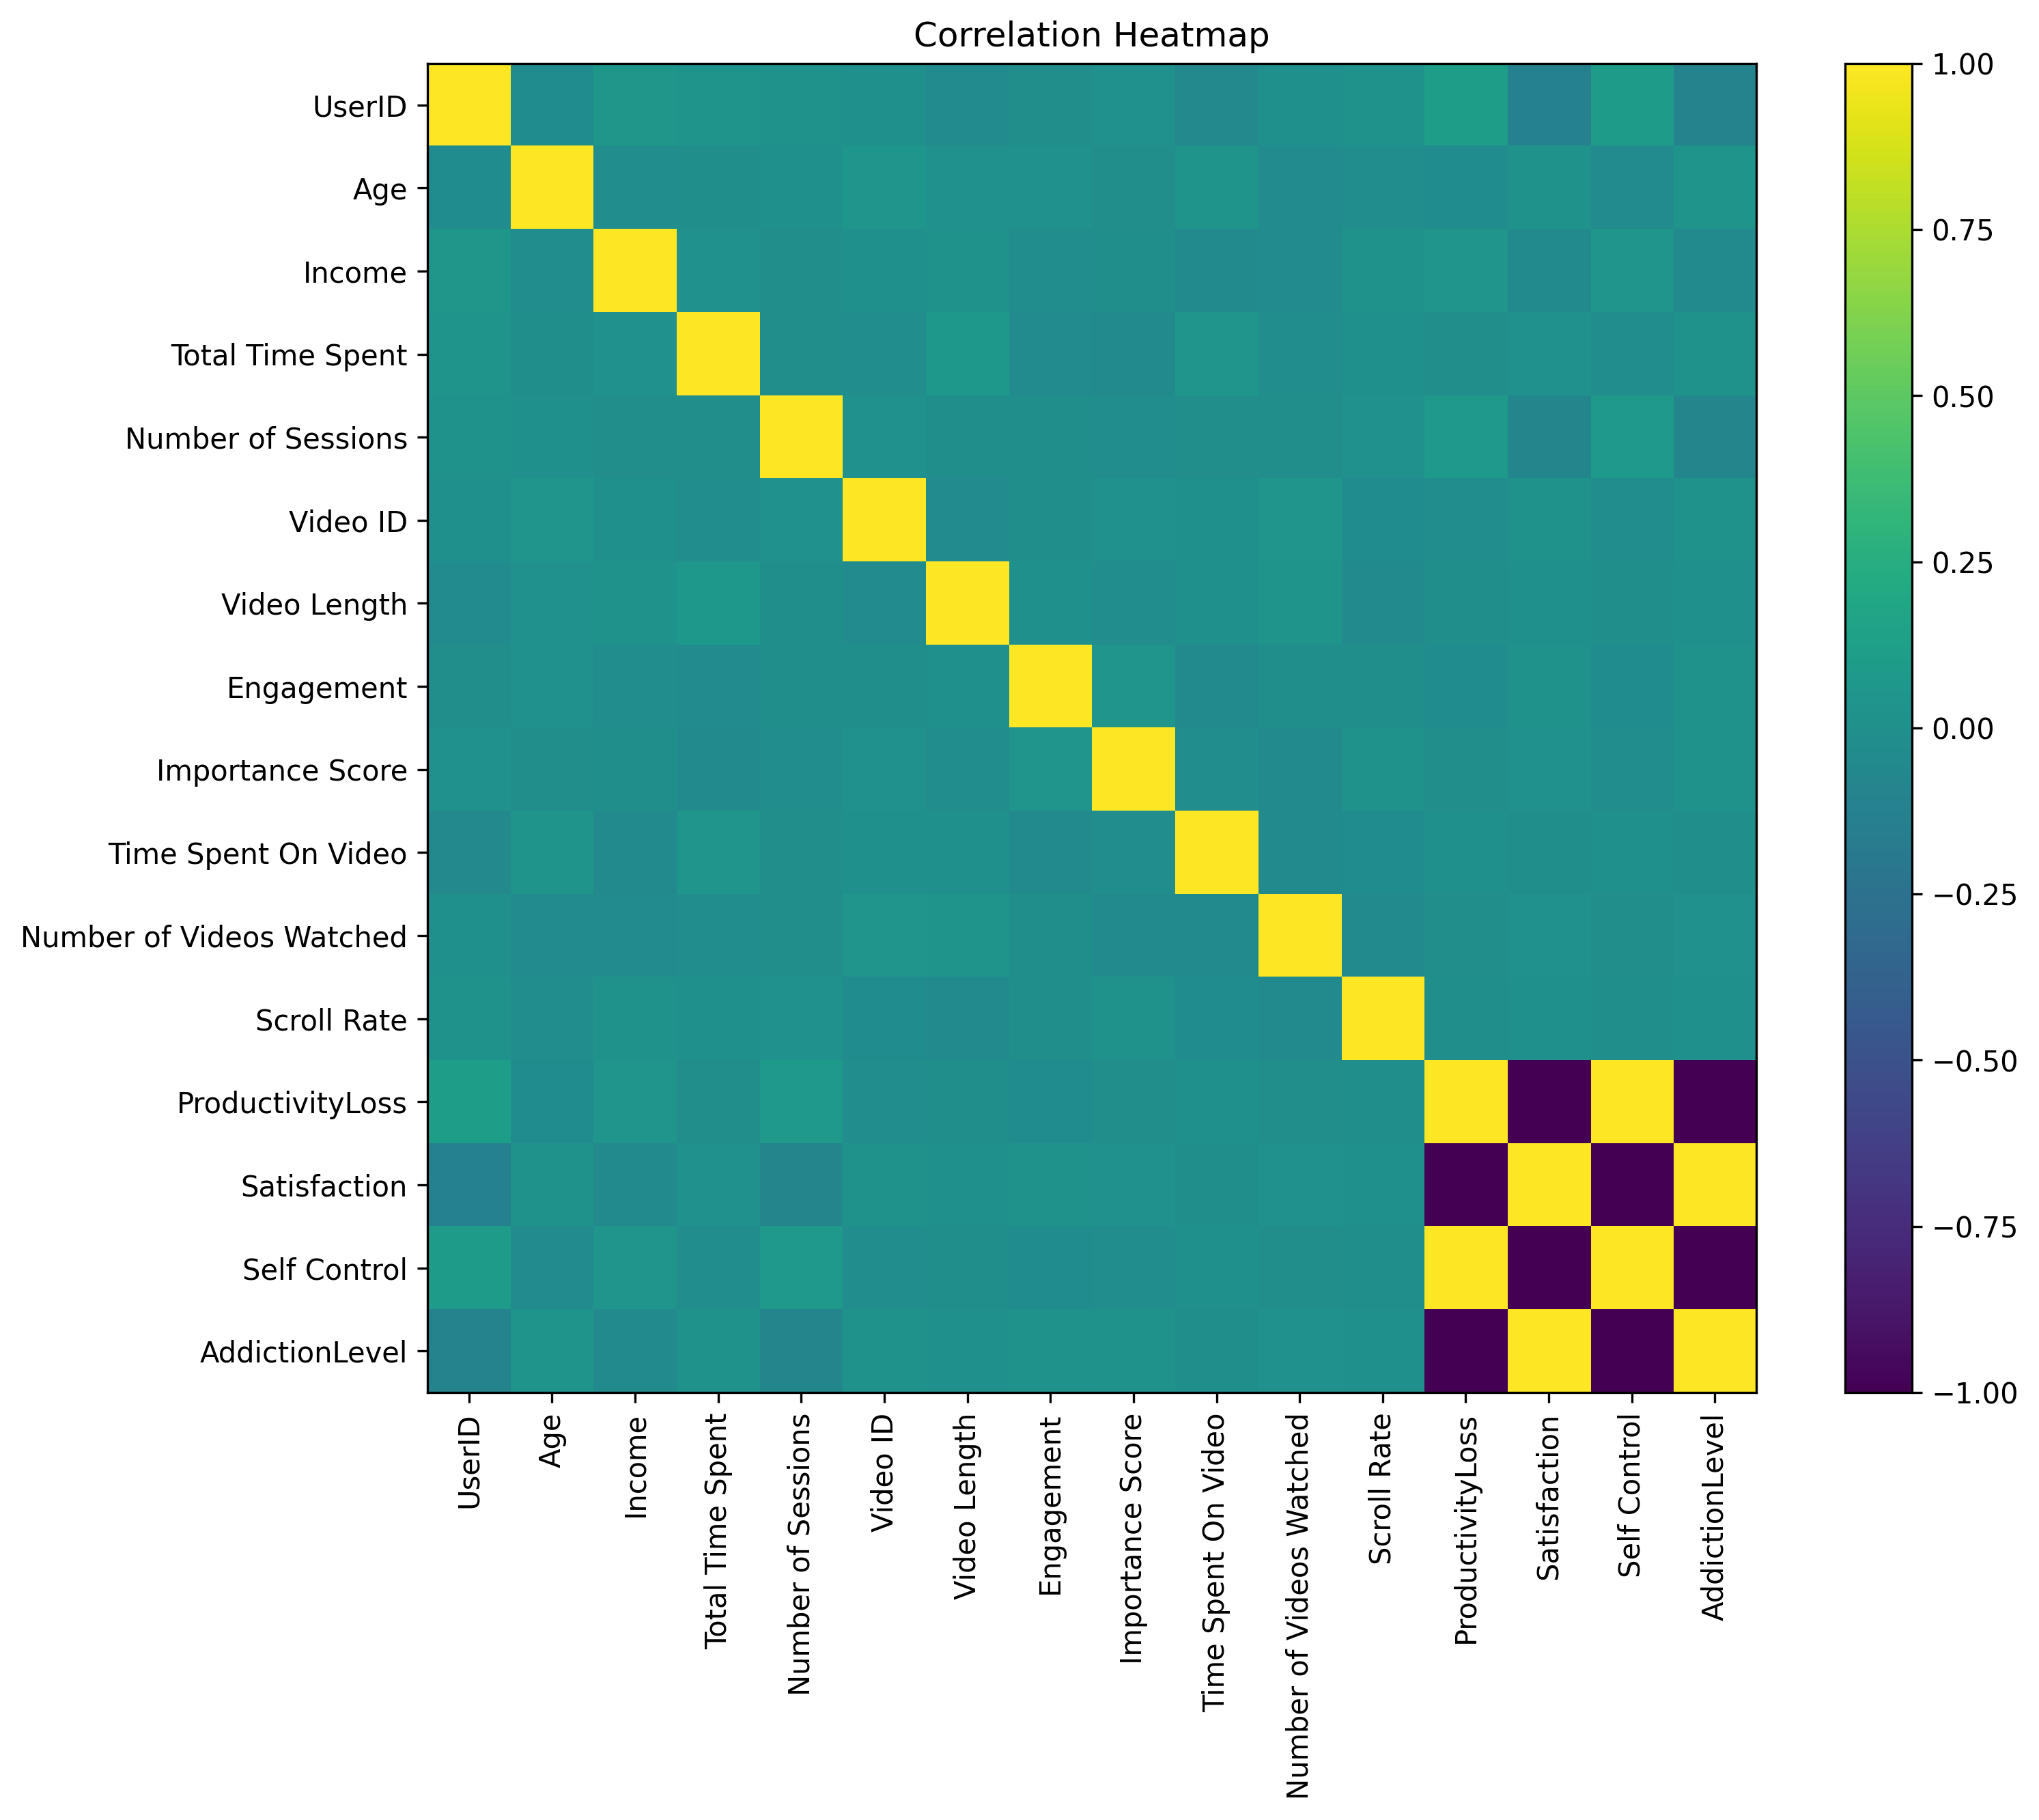 Correlation Heatmap
UserID
Age
Income
Total Time Spent
Number of Sessions
Video ID
Video Length
Engagement
Importance Score
Time Spent On Video
Number of Videos Watched
Scroll Rate
ProductivityLoss
Satisfaction
Self Control
AddictionLevel
UserID
Age
Income
Total Time Spent
Number of Sessions
Video ID
Video Length
Engagement
Importance Score
Time Spent On Video
Number of Videos Watched
Scroll Rate
ProductivityLoss
Satisfaction
Self Control
AddictionLevel
1.00
0.75
0.50
0.25
0.00
−0.25
−0.50
−0.75
−1.00